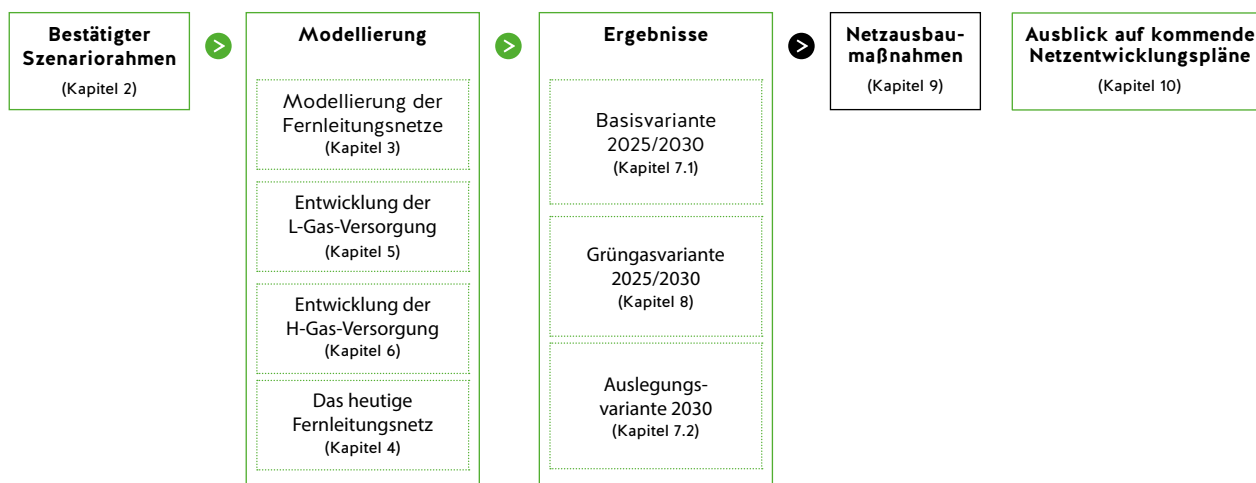 Bestätigter
Szenariorahmen
(Kapitel 2)
>
Modellierung
Modellierung der
Fernleitungsnetze
(Kapitel 3)
Entwicklung der
L-Gas-Versorgung
(Kapitel 5)
Entwicklung der
H-Gas-Versorgung
(Kapitel 6)
Das heutige
Fernleitungsnetz
(Kapitel 4)
>
Ergebnisse
Basisvariante
2025/2030
(Kapitel 7.1)
Grüngasvariante
2025/2030
(Kapitel 8)
Auslegungs-
variante 2030
(Kapitel 7.2)
>
Netzausbau-
maßnahmen
(Kapitel 9)
Ausblick auf kommende
Netzentwicklungspläne
(Kapitel 10)